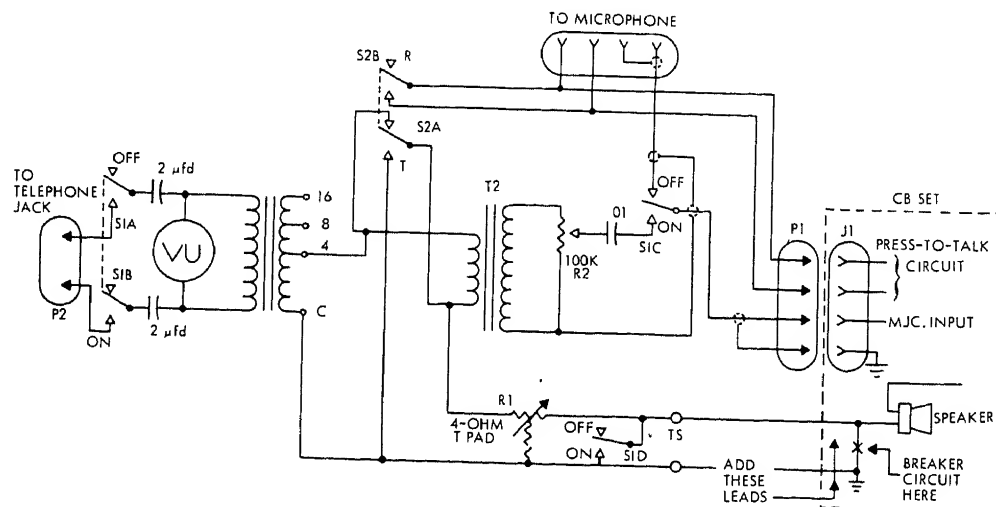 TO MICROPHONE
S2B
R
S2A
T
TO
TELEPHONE
JACK
OFF
2 µfd
S1A
VU
S1B
2 µfd
P2
ON
16
8
4
C
T2
100K
R2
01
OFF
ON
S1C
CB SET
P1
J1
PRESS-TO-TALK
CIRCUIT
MJC. INPUT
R1
4-OHM
T PAD
OFF
ON
S1D
TS
SPEAKER
ADD
THESE
LEADS
BREAKER
CIRCUIT
HERE